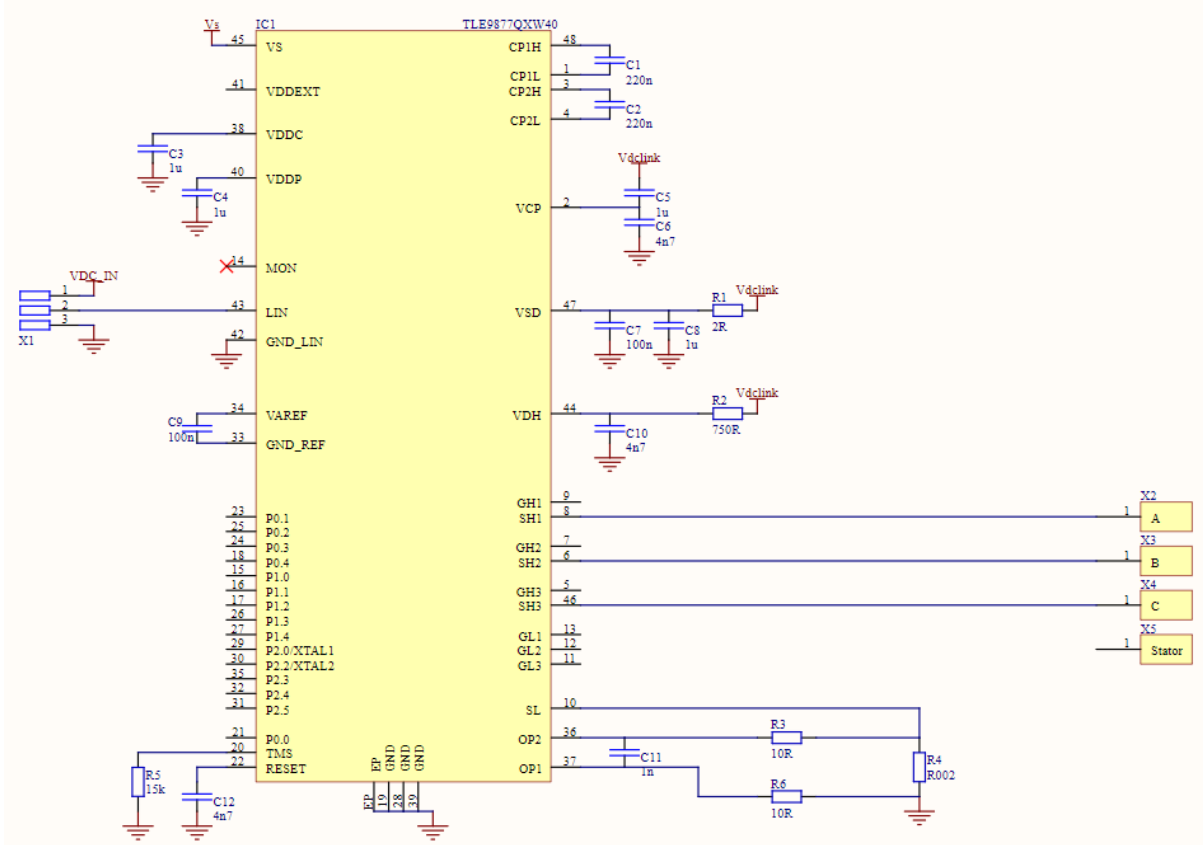 Vs
IC1
TLE9877QXW40
45
VS
CP1H
48
C1
220n
CP1L
1
41
VDDEXT
CP2H
3
C2
220n
CP2L
4
38
VDDC
C3
1u
40
VDDP
C4
1u
Vdclink
C5
1u
VCP
2
C6
4n7
14
MON
VDC_IN
1
2
3
X1
43
LIN
42
GND_LIN
VSD
47
C7
100n
C8
1u
R1
2R
Vdclink
34
VAREF
C9
100n
33
GND_REF
VDH
44
C10
4n7
R2
750R
Vdclink
GH1
9
SH1
8
GH2
7
SH2
6
GH3
5
SH3
46
GL1
13
GL2
12
GL3
11
X2
1
A
X3
1
B
X4
1
C
X5
1
Stator
23
P0.1
25
P0.2
24
P0.3
18
P0.4
15
P1.0
16
P1.1
17
P1.2
26
P1.3
27
P1.4
29
P2.0/XTAL1
30
P2.2/XTAL2
35
P2.3
32
P2.4
31
P2.5
21
P0.0
20
TMS
22
RESET
SL
10
OP2
36
OP1
37
C11
1n
R3
10R
R4
R002
R6
10R
R5
15k
C12
4n7
EP
GND
GND
GND
EP
19
28
39